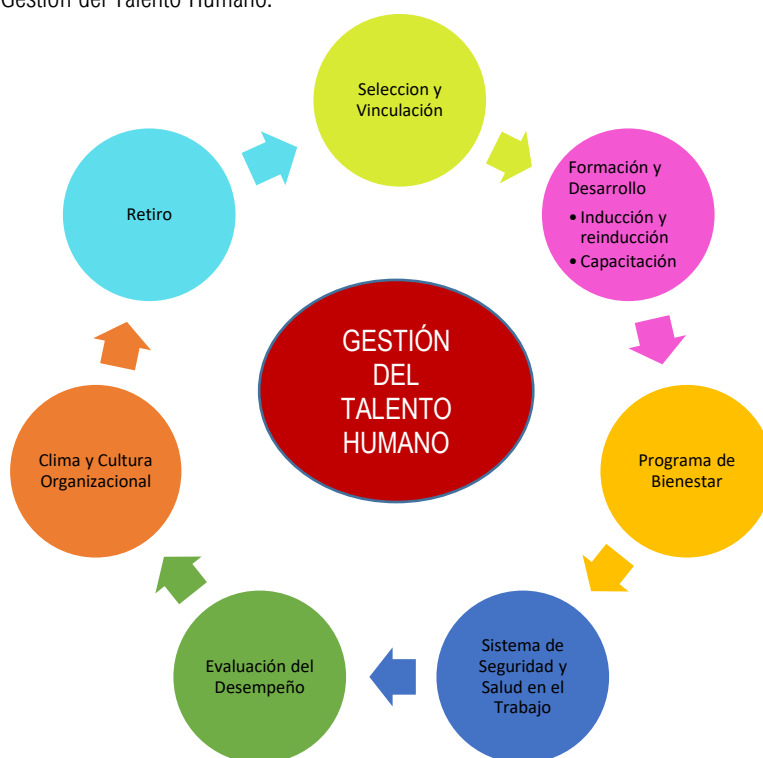 Gestión del Talento Humano.
Seleccion y
Vinculación
Formación y
Desarrollo
• Inducción y
reinducción
• Capacitación
Programa de
Bienestar
Sistema de
Seguridad y
Salud en el
Trabajo
Evaluación del
Desempeño
Clima y Cultura
Organizacional
Retiro
GESTIÓN
DEL
TALENTO
HUMANO